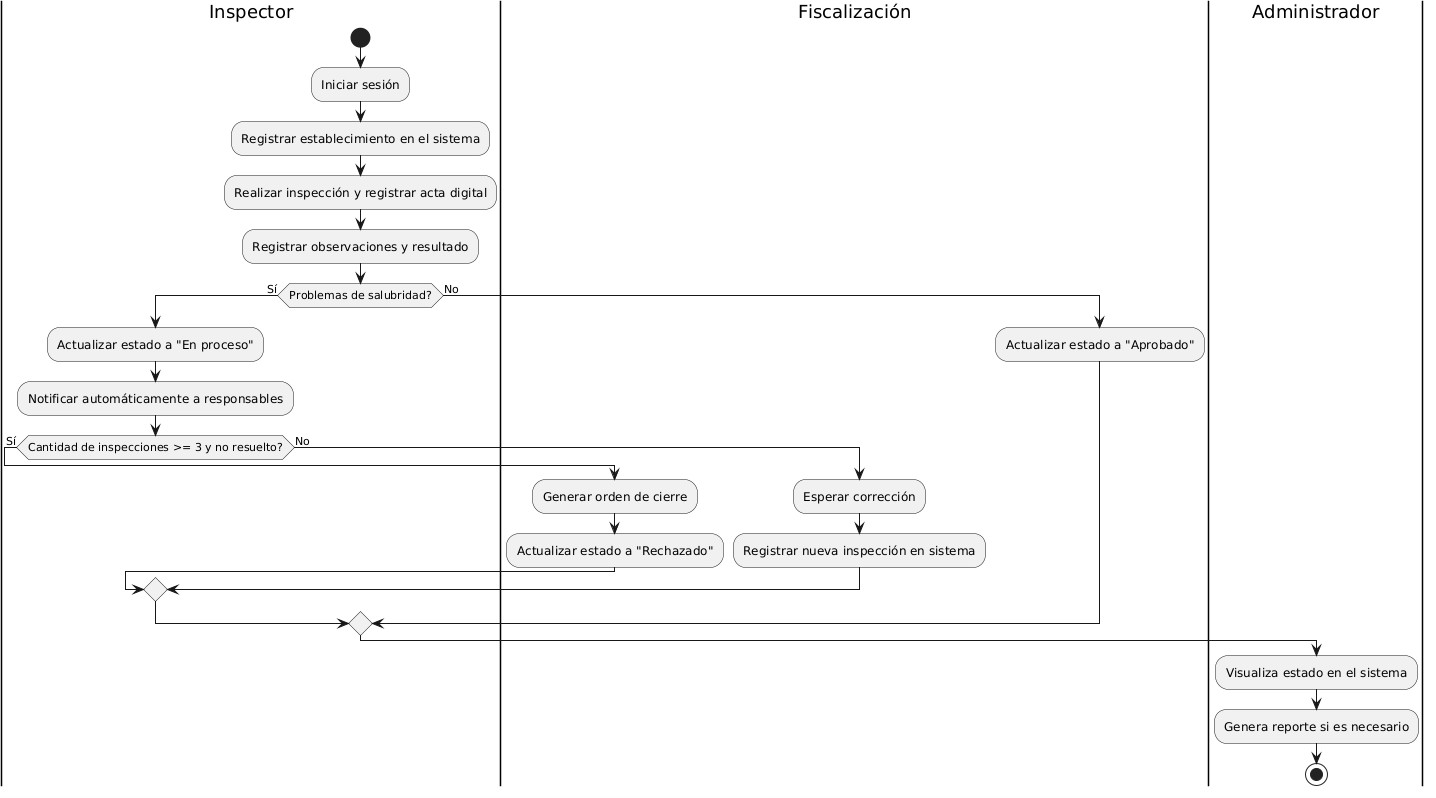 Inspector
Fiscalización
Administrador
Iniciar sesión
Registrar establecimiento en el sistema
Realizar inspección y registrar acta digital
Registrar observaciones y resultado
Sí
Problemas de salubridad?
No
Actualizar estado a "En proceso"
Actualizar estado a "Aprobado"
Notificar automáticamente a responsables
Sí
Cantidad de inspecciones >= 3 y no resuelto?
No
Generar orden de cierre
Esperar corrección
Actualizar estado a "Rechazado"
Registrar nueva inspección en sistema
Visualiza estado en el sistema
Genera reporte si es necesario